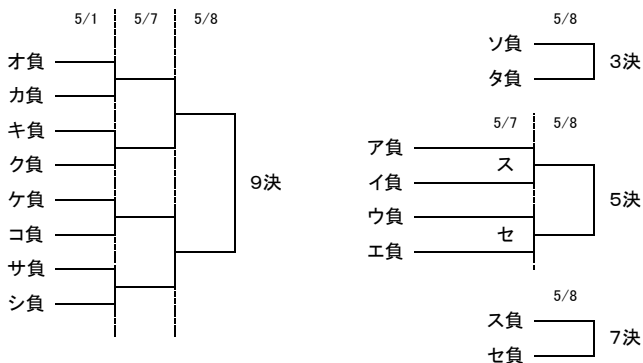 5/1 5/7 5/8
オ負
カ負
キ負
ク負
ケ負
コ負
サ負
シ負
9決
5/8
ソ負
タ負
3決
5/7 5/8
ア負
イ負
ウ負
エ負
ス
セ
5決
5/8
ス負
セ負
7決